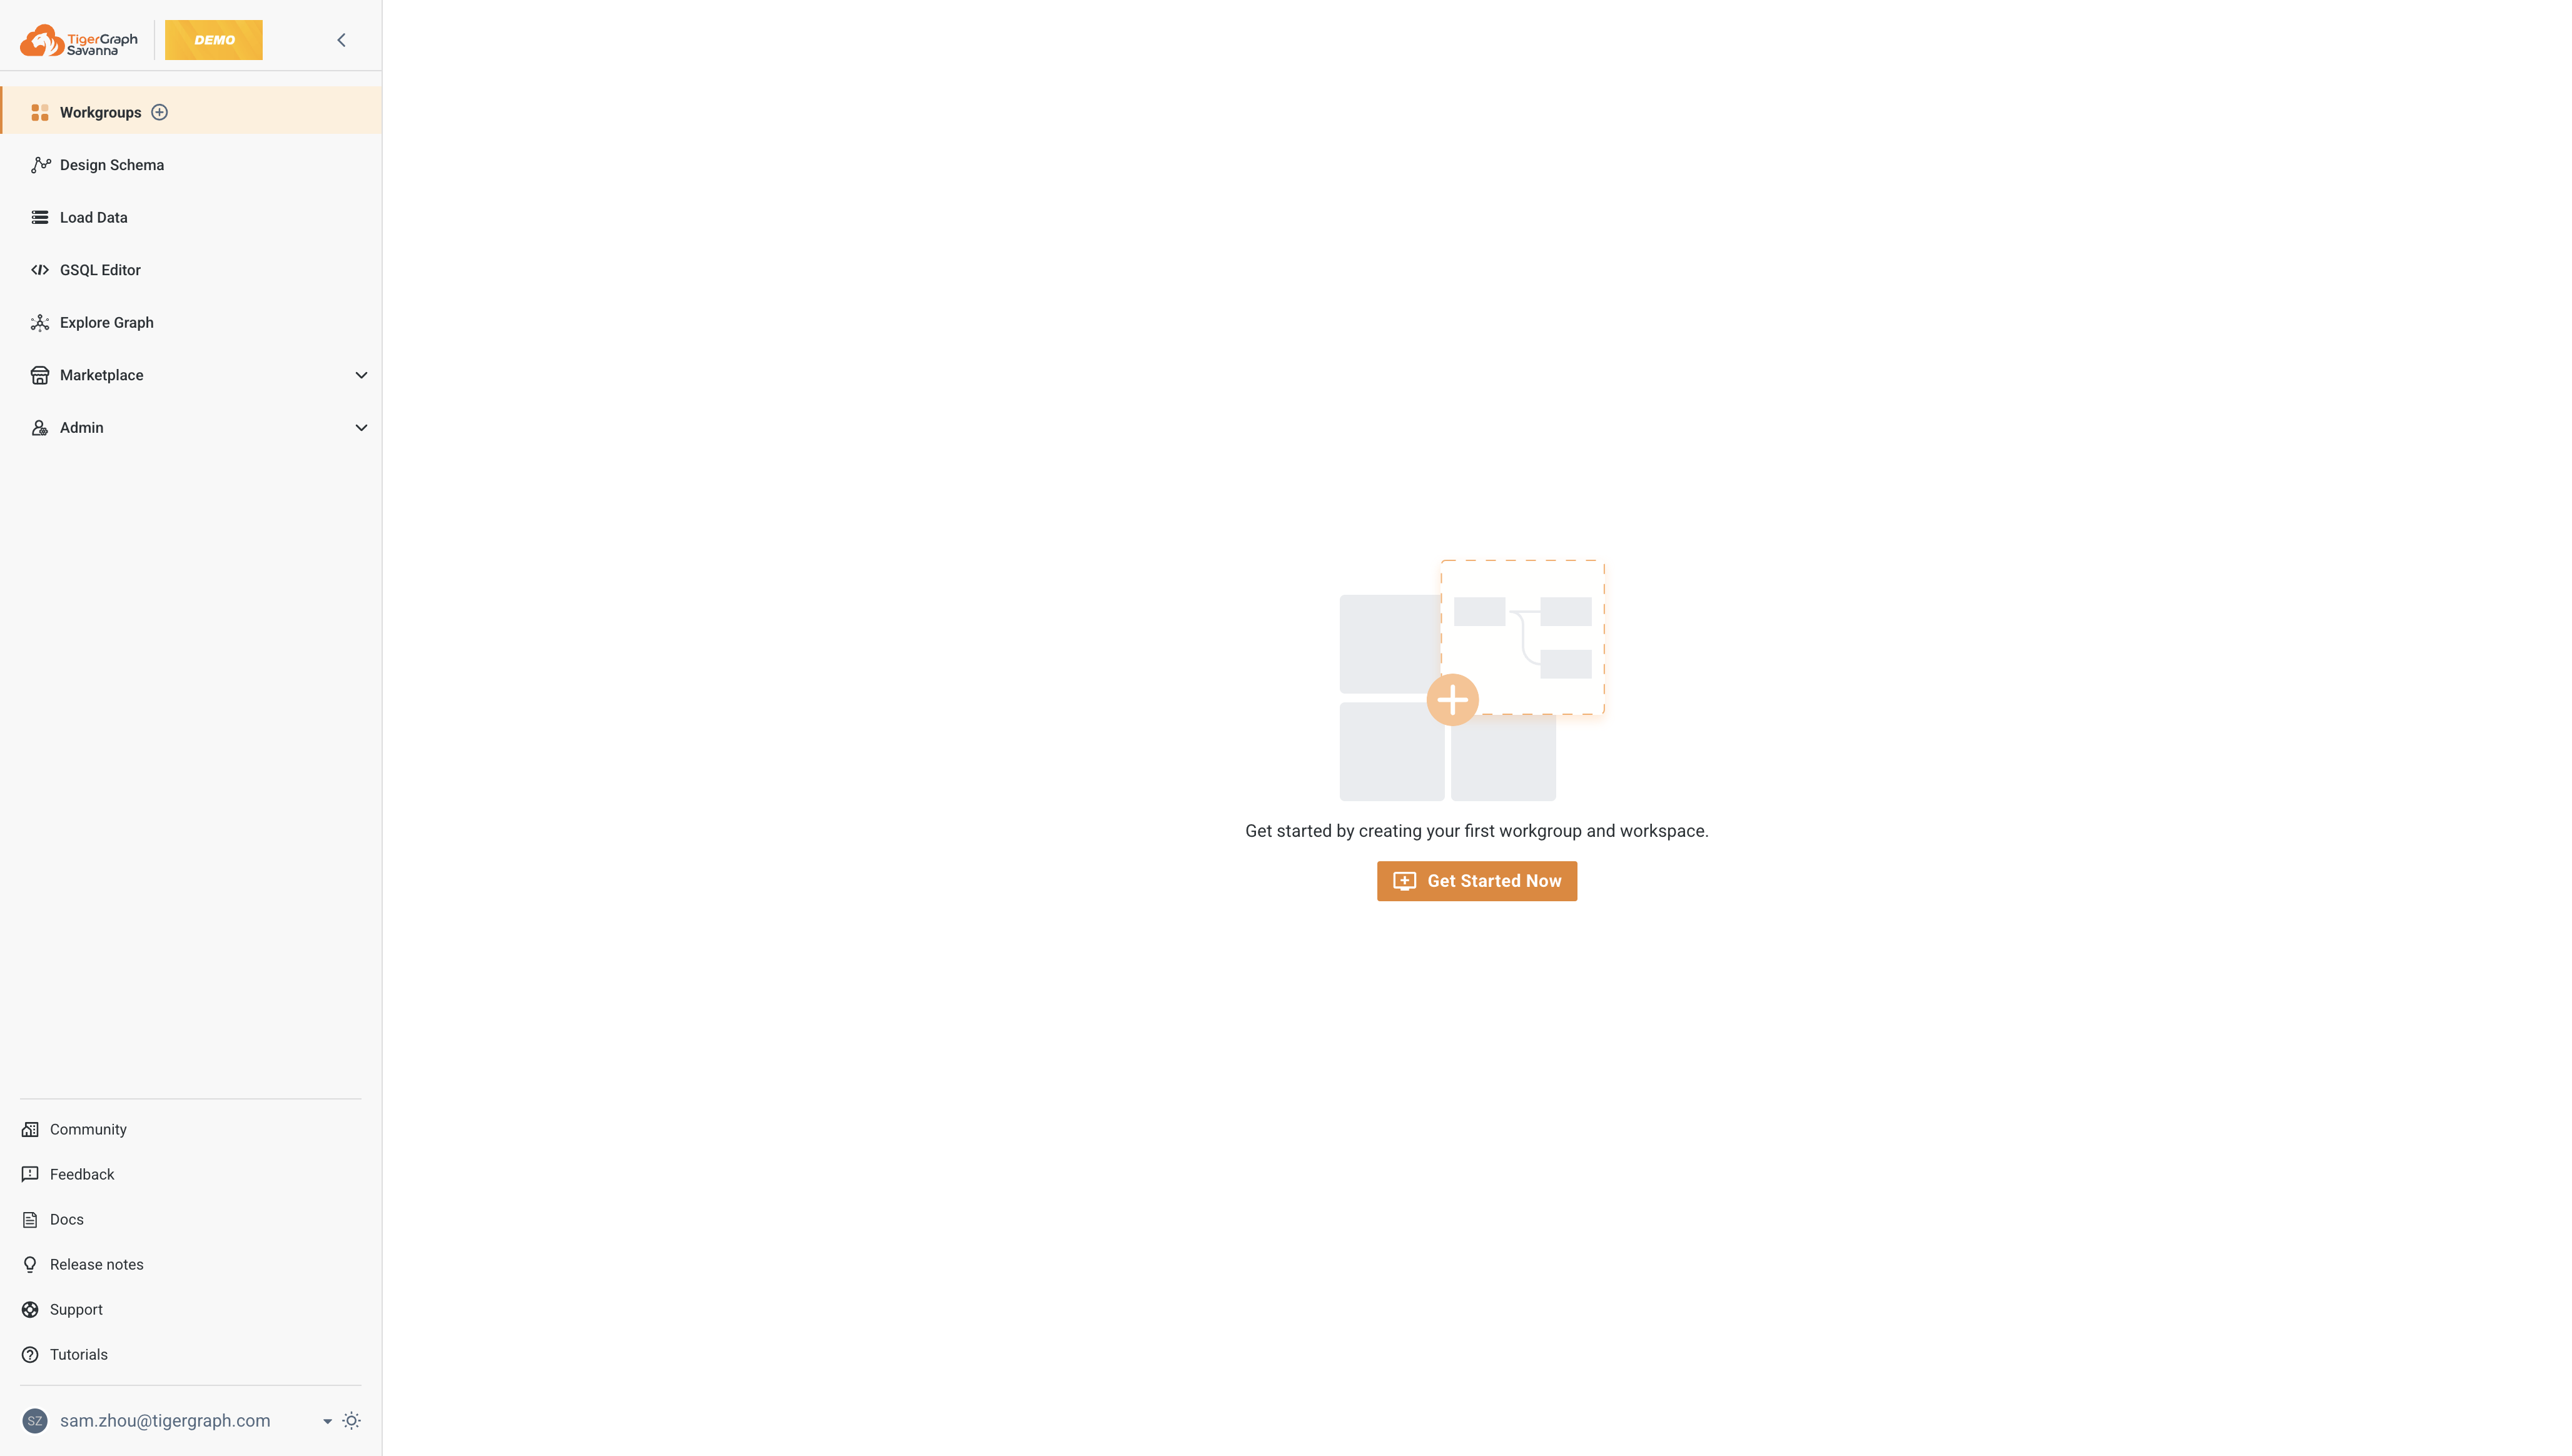 TigerGraph
Savanna
DEMO
Workgroups
Design Schema
Load Data
GSQL Editor
Explore Graph
Marketplace
Admin
Get started by creating your first workgroup and workspace.
Get Started Now
Community
Feedback
Docs
Release notes
Support
Tutorials
SZ sam.zhou@tigergraph.com